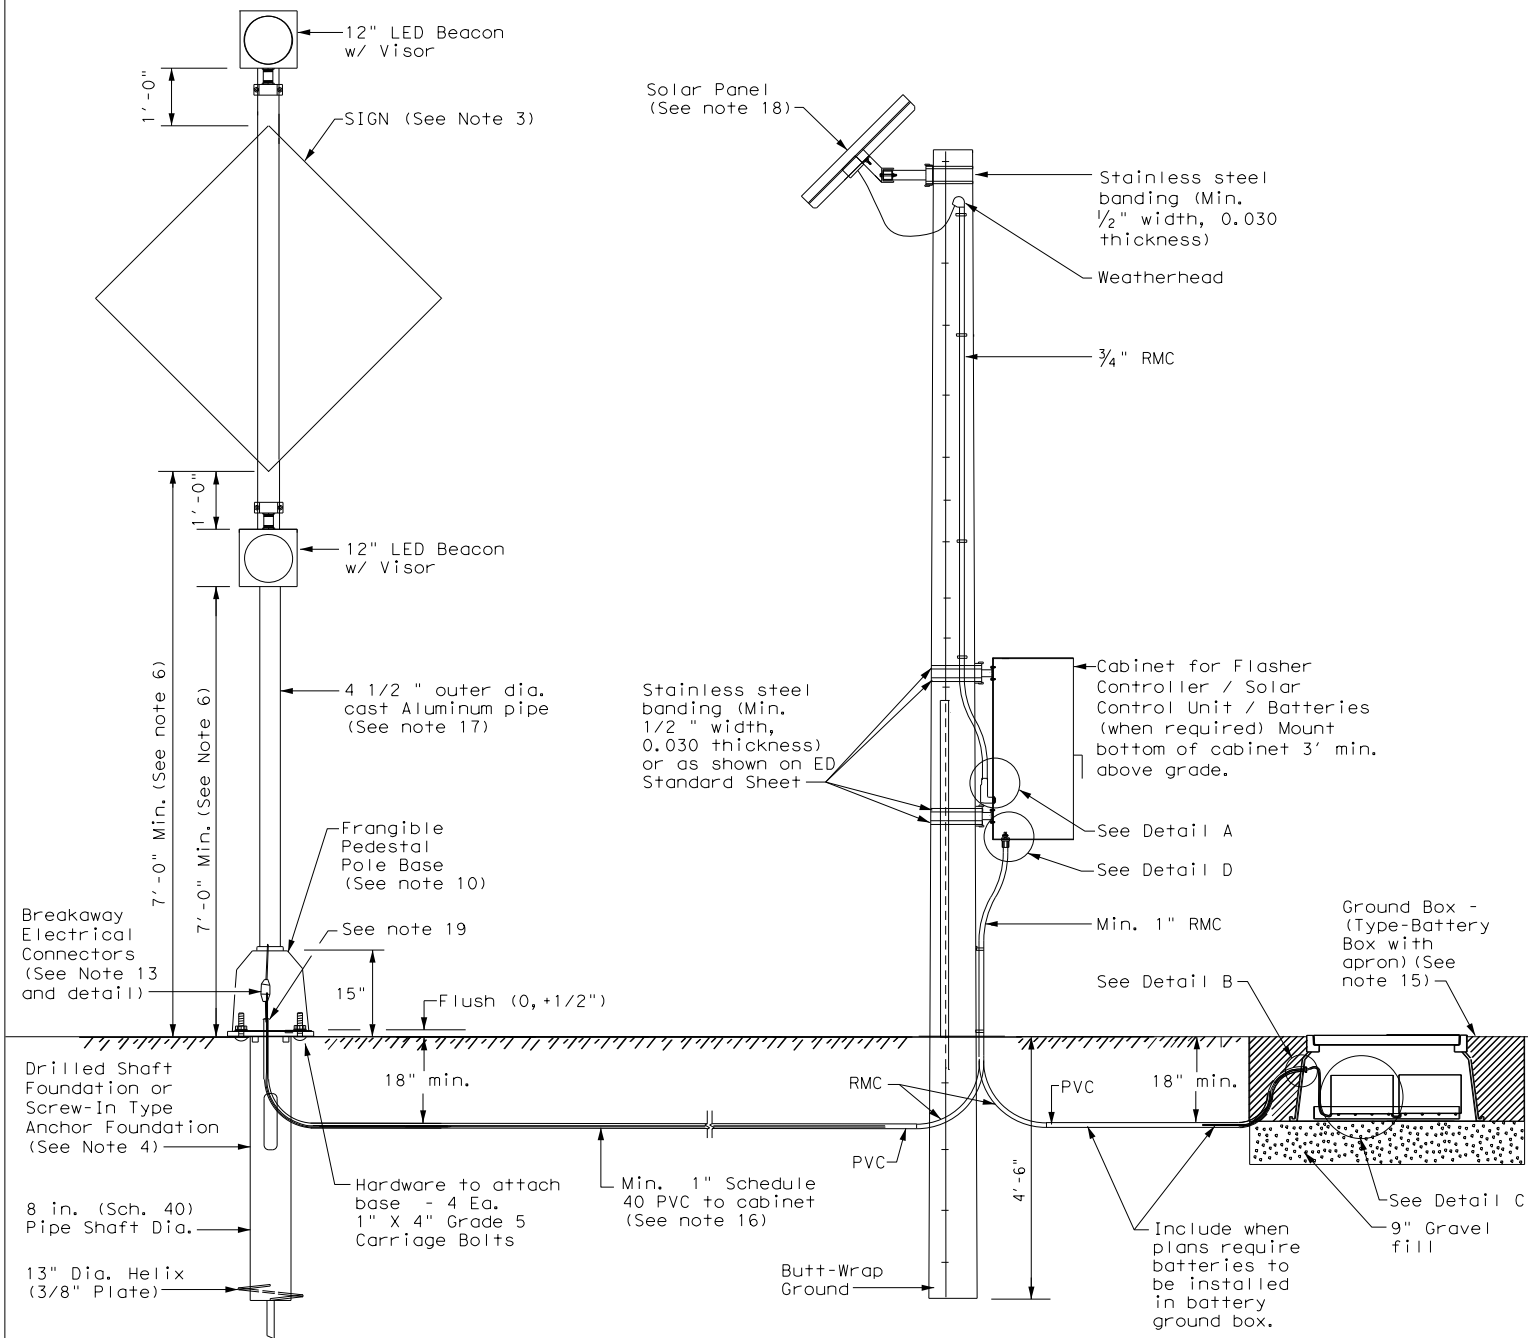 12" LED Beacon
w/ Visor
1'-0"
SIGN (See Note 3)
Solar Panel
(See note 18)
Stainless steel
banding (Min.
1/2" width, 0.030
thickness)
Weatherhead
3/4" RMC
1'-0"
12" LED Beacon
w/ Visor
7'-0" Min. (See note 6)
7'-0" Min. (See Note 6)
4 1/2 " outer dia.
cast Aluminum pipe
(See note 17)
Stainless steel
banding (Min.
1/2 " width,
0.030 thickness)
or as shown on ED
Standard Sheet
Cabinet for Flasher
Controller / Solar
Control Unit / Batteries
(when required) Mount
bottom of cabinet 3' min.
above grade.
See Detail A
See Detail D
Frangible
Pedestal
Pole Base
(See note 10)
See note 19
Breakaway
Electrical
Connectors
(See Note 13
and detail)
15"
Flush (0,+1/2")
Min. 1" RMC
See Detail B
Ground Box -
(Type-Battery
Box with
apron) (See
note 15)
Drilled Shaft
Foundation or
Screw-In Type
Anchor Foundation
(See Note 4)
18" min.
RMC
PVC
18" min.
PVC
4'-6"
8 in. (Sch. 40)
Pipe Shaft Dia.
13" Dia. Helix
(3/8" Plate)
Hardware to attach
base - 4 Ea.
1" X 4" Grade 5
Carriage Bolts
Min. 1" Schedule
40 PVC to cabinet
(See note 16)
Butt-Wrap
Ground
Include when
plans require
batteries to
be installed
in battery
ground box.
See Detail C
9" Gravel
fill